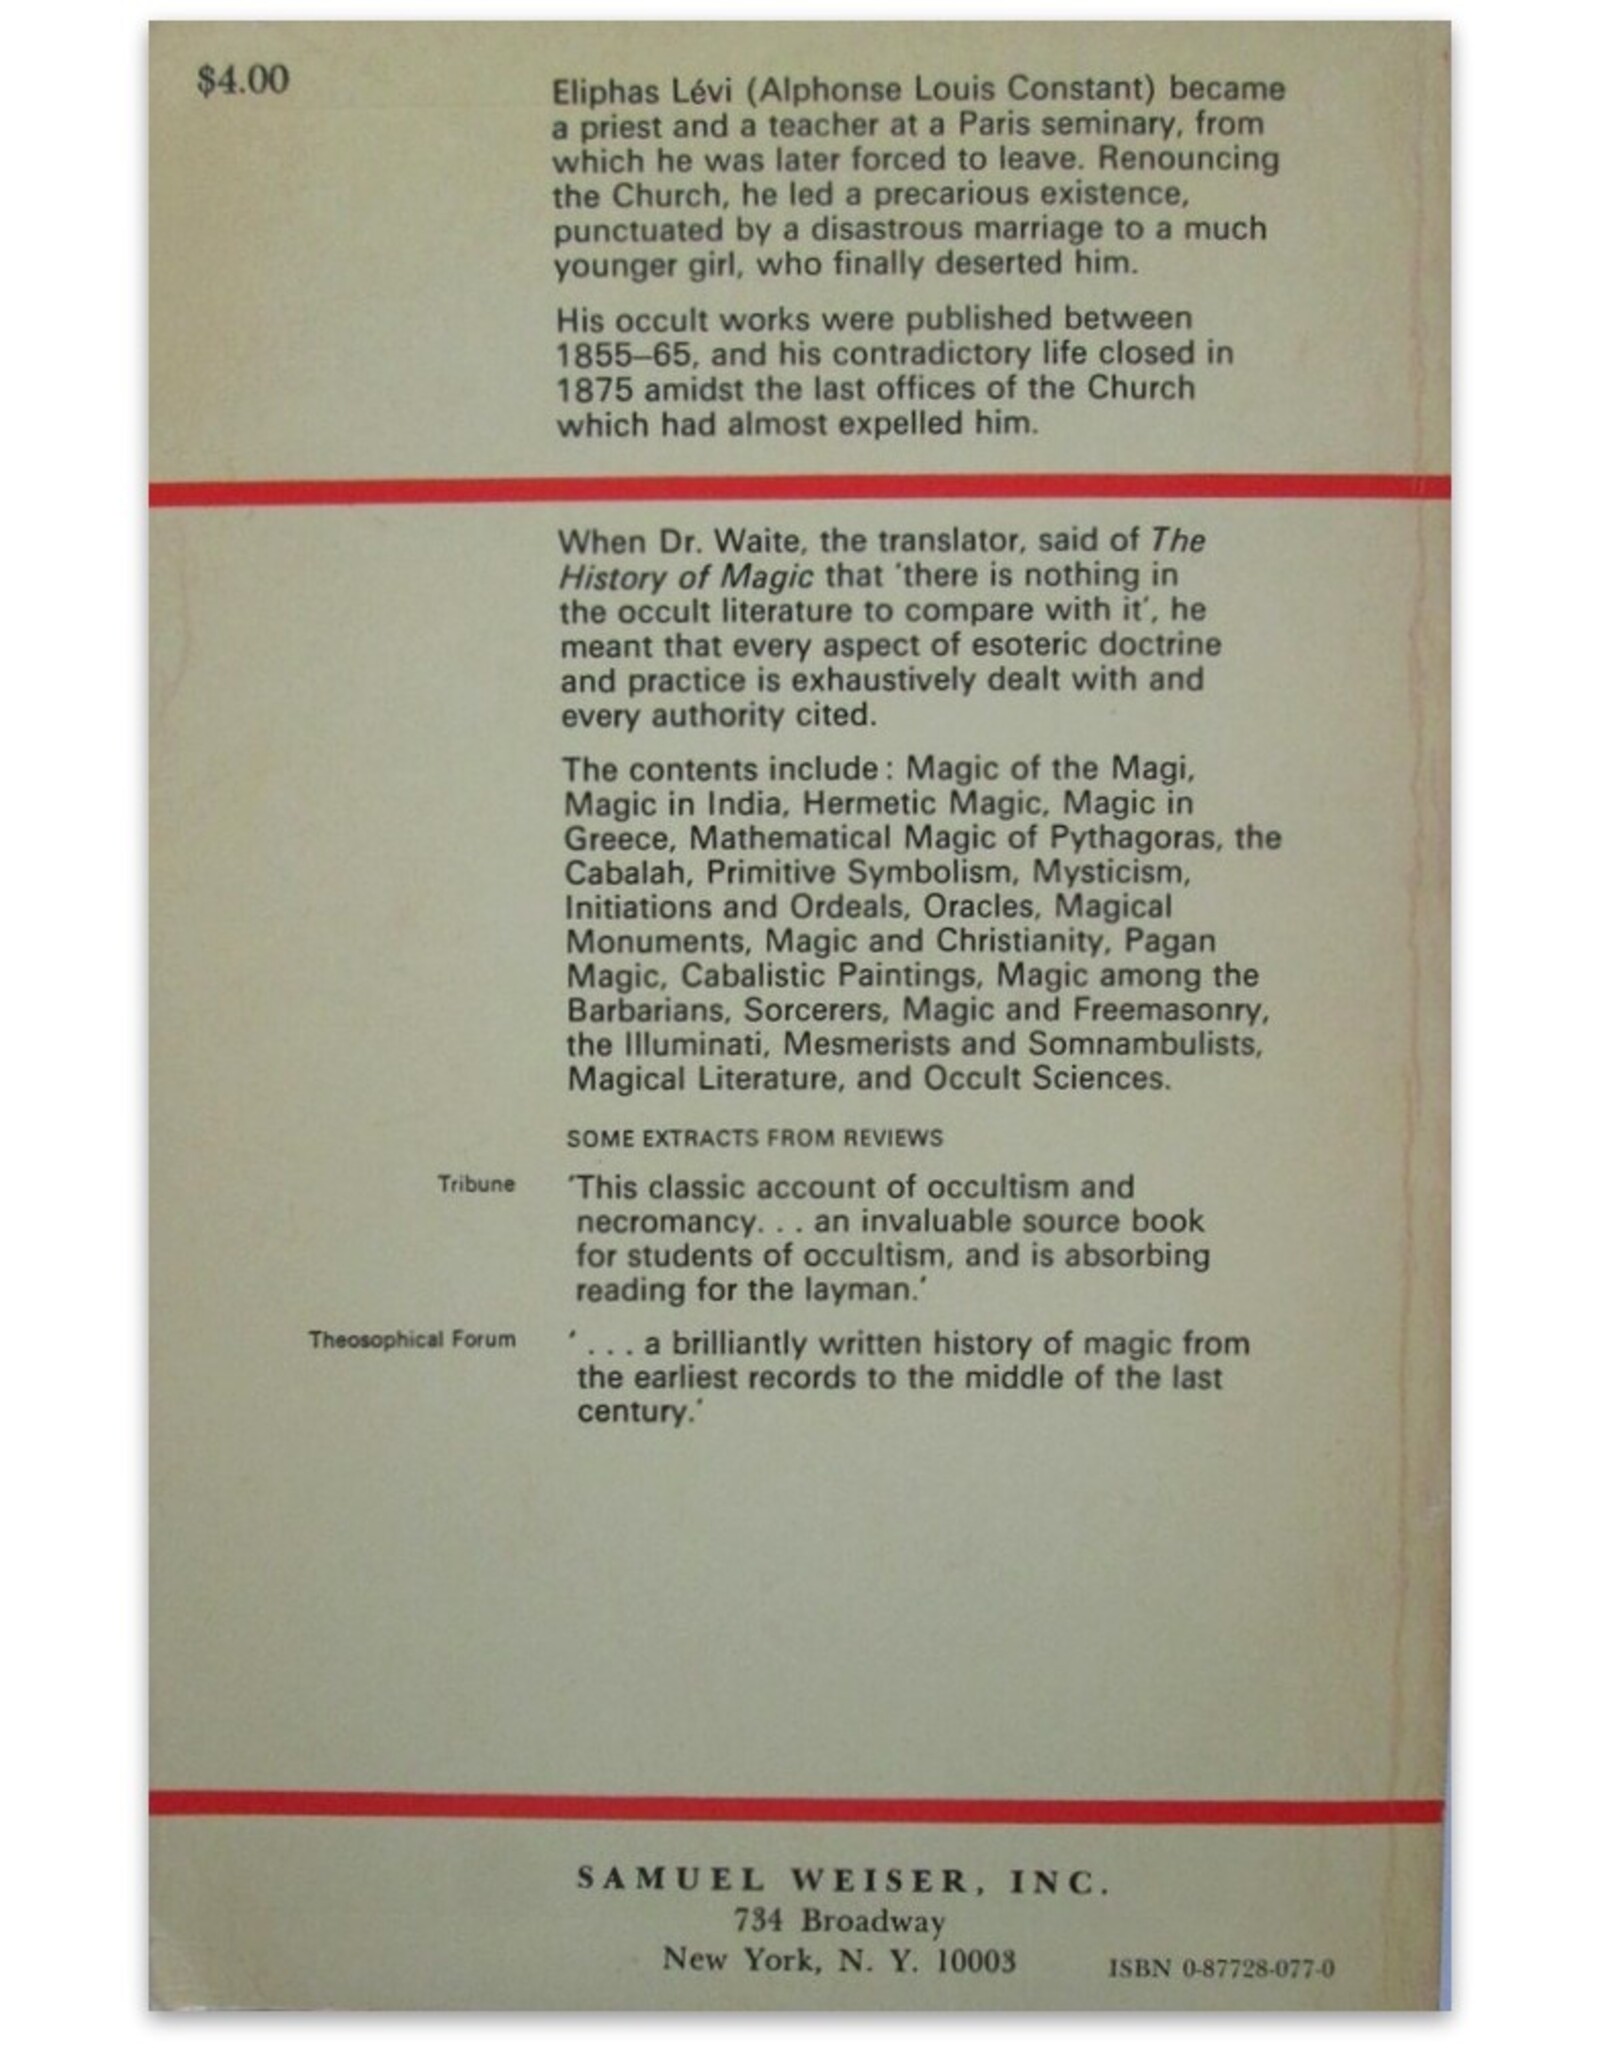 $4.00
Eliphas Lévi (Alphonse Louis Constant) became
a priest and a teacher at a Paris seminary, from
which he was later forced to leave. Renouncing
the Church, he led a precarious existence,
punctuated by a disastrous marriage to a much
younger girl, who finally deserted him.
His occult works were published between
1855–65, and his contradictory life closed in
1875 amidst the last offices of the Church
which had almost expelled him.
When Dr. Waite, the translator, said of The
History of Magic that 'there is nothing in
the occult literature to compare with it', he
meant that every aspect of esoteric doctrine
and practice is exhaustively dealt with and
every authority cited.
The contents include: Magic of the Magi,
Magic in India, Hermetic Magic, Magic in
Greece, Mathematical Magic of Pythagoras, the
Cabalah, Primitive Symbolism, Mysticism,
Initiations and Ordeals, Oracles, Magical
Monuments, Magic and Christianity, Pagan
Magic, Cabalistic Paintings, Magic among the
Barbarians, Sorcerers, Magic and Freemasonry,
the Illuminati, Mesmerists and Somnambulists,
Magical Literature, and Occult Sciences.
SOME EXTRACTS FROM REVIEWS
Tribune 'This classic account of occultism and
necromancy. . . an invaluable source book
for students of occultism, and is absorbing
reading for the layman.'
Theosophical Forum ' . . . a brilliantly written history of magic from
the earliest records to the middle of the last
century.'
SAMUEL WEISER, INC.
734 Broadway
New York, N. Y. 10003 ISBN 0-87728-077-0